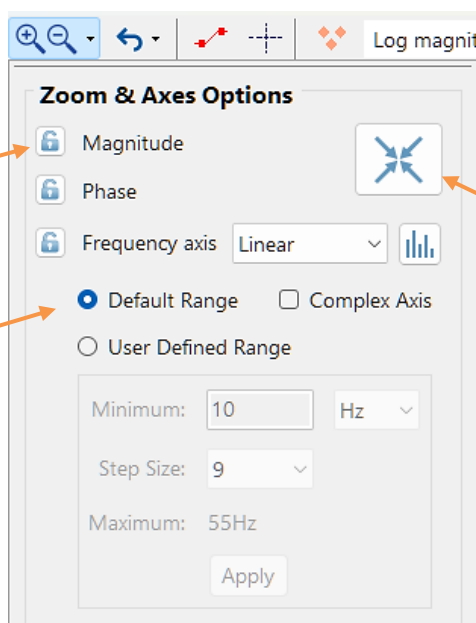 Log magnit
Zoom & Axes Options
Magnitude
Phase
Frequency axis Linear
Default Range Complex Axis
User Defined Range
Minimum: 10 Hz
Step Size: 9
Maximum: 55Hz
Apply